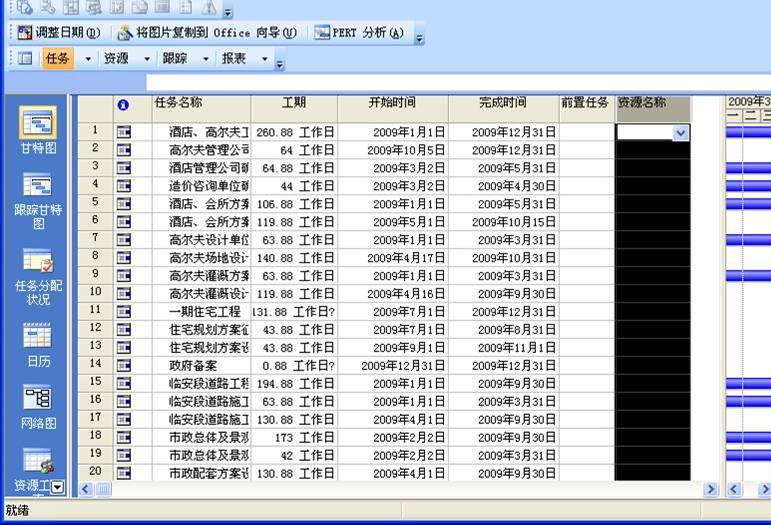 调整日期(D) 将图片复制到 Office 向导(U) PERT 分析(A)
任务 资源 跟踪 报表
任务名称 工期 开始时间 完成时间 前置任务 资源名称 2009年3
一 二 三
1 酒店、高尔夫工 260.88 工作日 2009年1月1日 2009年12月31日
2 高尔夫管理公司 64 工作日 2009年10月5日 2009年12月31日
3 酒店管理公司确 64.88 工作日 2009年3月2日 2009年5月31日
4 造价咨询单位确 44 工作日 2009年3月2日 2009年4月30日
5 酒店、会所方案 106.88 工作日 2009年1月1日 2009年5月31日
6 酒店、会所施工 119.88 工作日 2009年5月1日 2009年10月15日
7 高尔夫设计单位 63.88 工作日 2009年1月1日 2009年3月31日
8 高尔夫场地设计 140.88 工作日 2009年4月17日 2009年10月31日
9 高尔夫灌溉方案 63.88 工作日 2009年1月1日 2009年3月31日
10 高尔夫灌溉设计 119.88 工作日 2009年4月16日 2009年9月30日
11 一期住宅工程 131.88 工作日? 2009年7月1日 2009年12月31日
12 住宅规划方案征 43.88 工作日 2009年7月1日 2009年8月31日
13 住宅规划方案设 43.88 工作日 2009年9月1日 2009年11月1日
14 政府备案 0.88 工作日? 2009年12月31日 2009年12月31日
15 临安段道路工程 194.88 工作日 2009年1月1日 2009年9月30日
16 临安段道路施工 63.88 工作日 2009年1月1日 2009年3月31日
17 临安段道路施工 130.88 工作日 2009年4月1日 2009年9月30日
18 市政总体及景观 173 工作日 2009年2月2日 2009年9月30日
19 市政总体及景观 42 工作日 2009年2月2日 2009年3月31日
20 市政配套方案设 130.88 工作日 2009年4月1日 2009年9月30日
甘特图
跟踪甘特
图
任务分配
状况
日历
网络图
资源工
就绪